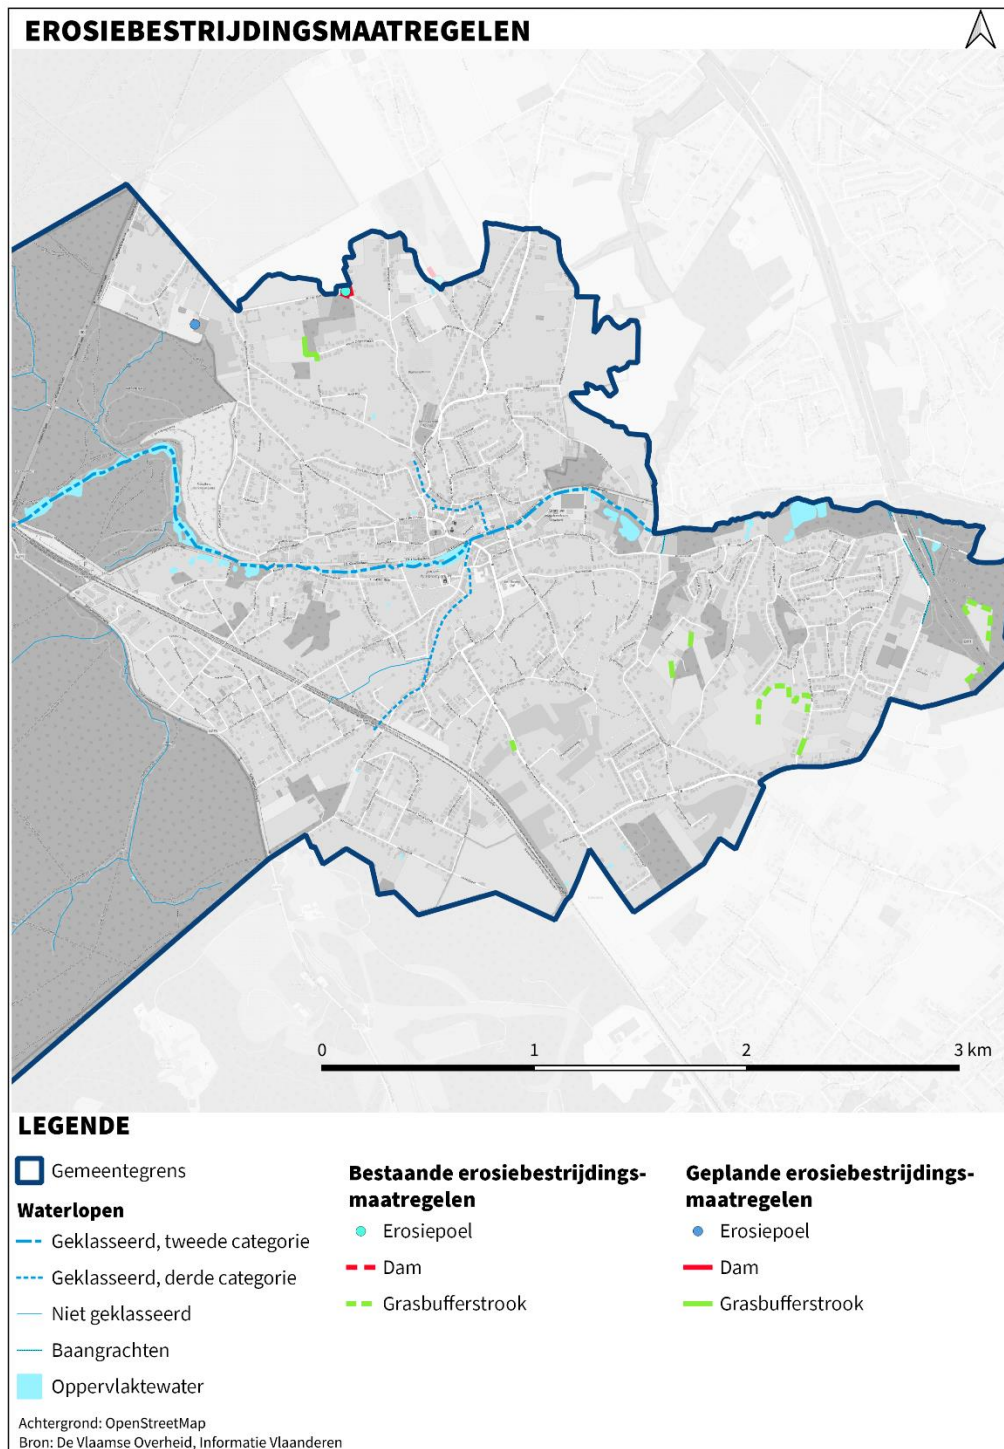 EROSIEBESTRIJDINGSMAATREGELEN
0 1 2 3 km
LEGENDE
Gemeentegrens
Waterlopen
Geklasseerd, tweede categorie
Geklasseerd, derde categorie
Niet geklasseerd
Baangrachten
Oppervlaktewater
Bestaande erosiebestrijdings-
maatregelen
Erosiepoel
Dam
Grasbufferstrook
Geplande erosiebestrijdings-
maatregelen
Erosiepoel
Dam
Grasbufferstrook
Achtergrond: OpenStreetMap
Bron: De Vlaamse Overheid, Informatie Vlaanderen